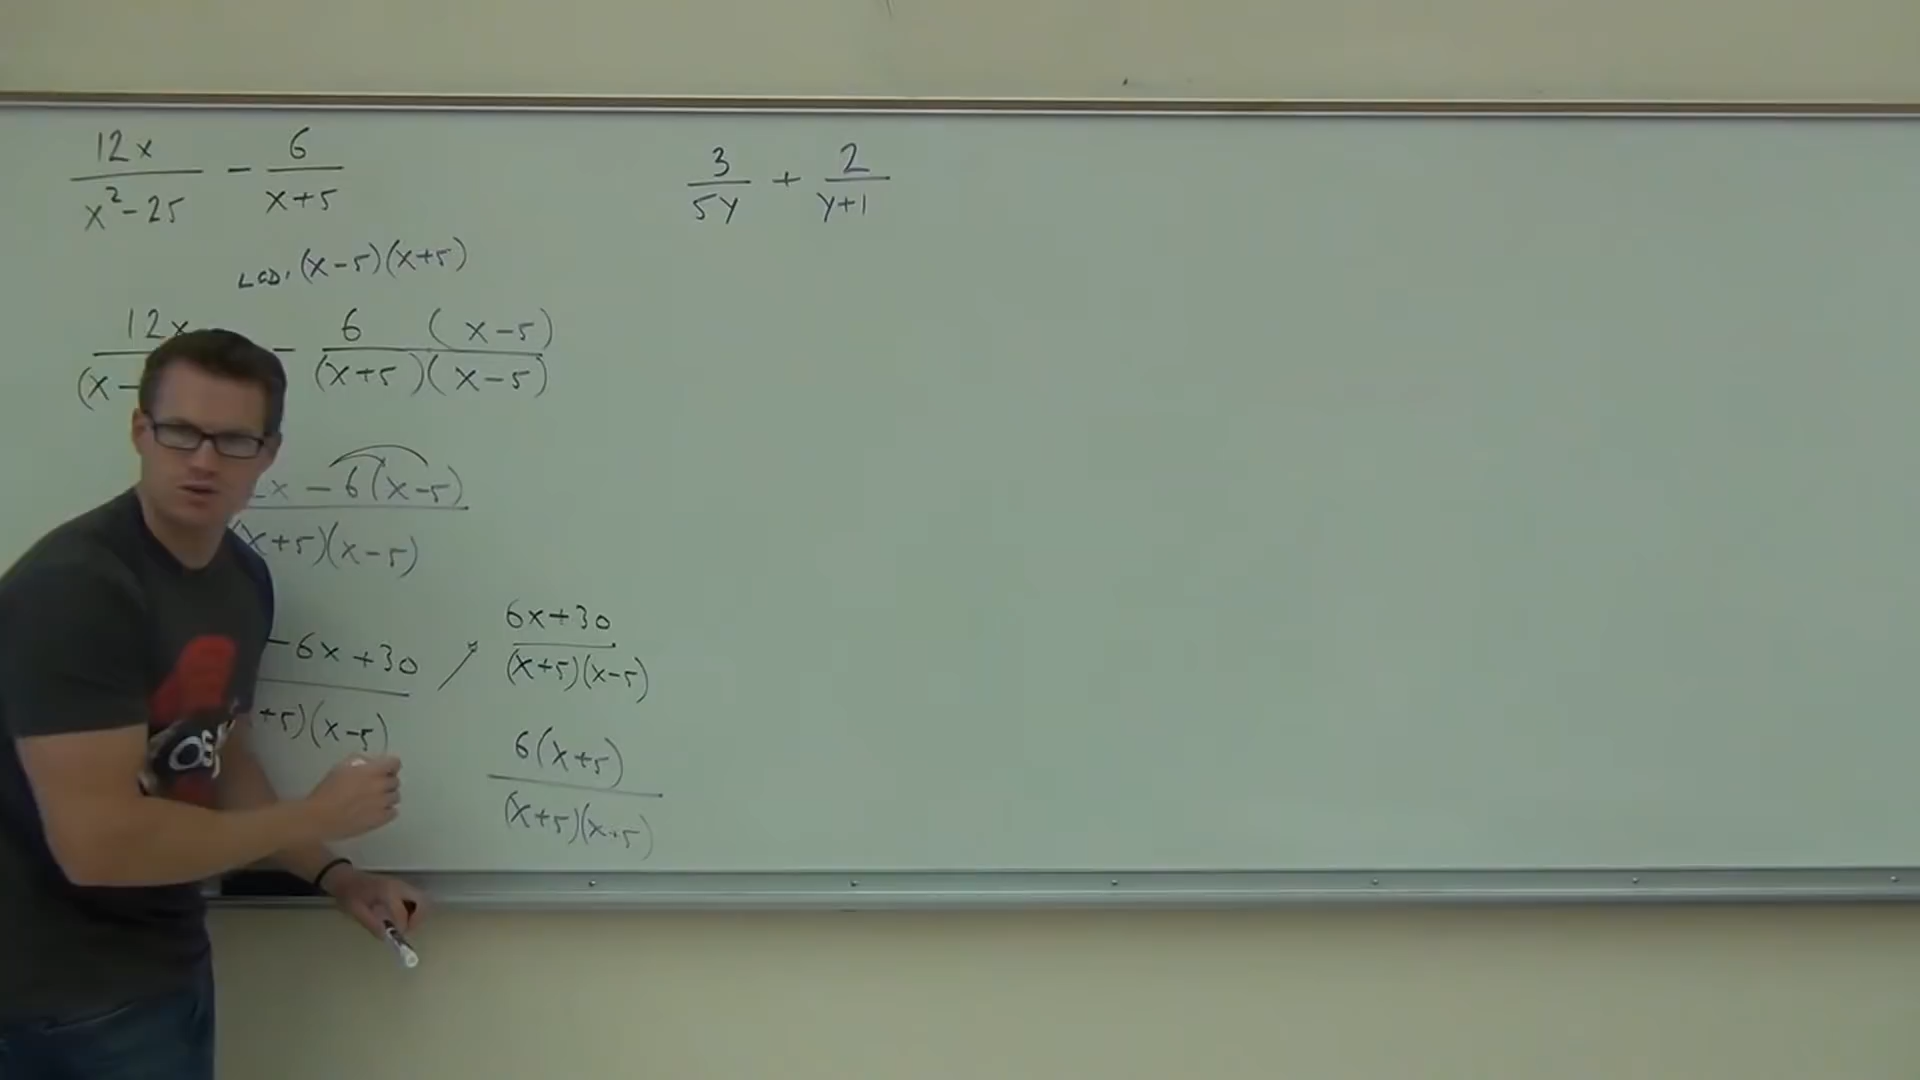 12x/(x²-25) - 6/(x+5)
LCD: (x-5)(x+5)
12x/(x- - 6(x-5)/(x+5)(x-5)
2x - 6(x-5)/(x+5)(x-5)
-6x+30/+5)(x-5)
6x+30/(x+5)(x-5)
6(x+5)/(x+5)(x+5)
3/5y + 2/(y+1)